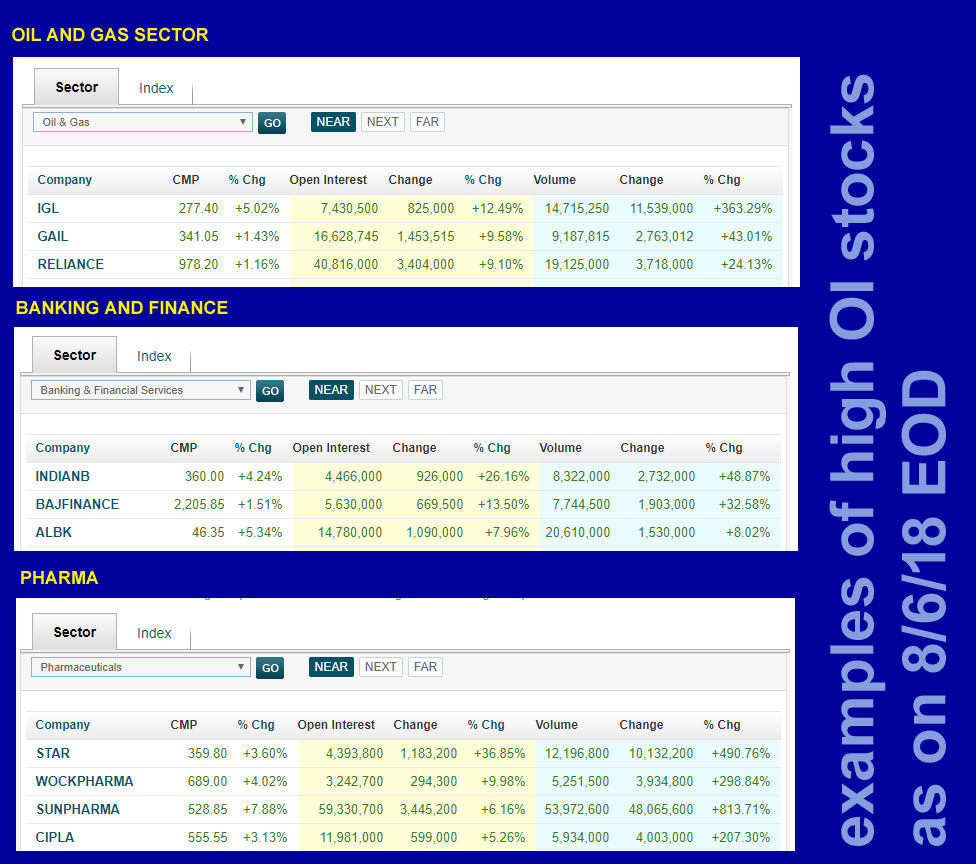 OIL AND GAS SECTOR
Sector Index
Oil & Gas GO NEAR NEXT FAR
Company CMP % Chg Open Interest Change % Chg Volume Change % Chg
IGL 277.40 +5.02% 7,430,500 825,000 +12.49% 14,715,250 11,539,000 +363.29%
GAIL 341.05 +1.43% 16,628,745 1,453,515 +9.58% 9,187,815 2,763,012 +43.01%
RELIANCE 978.20 +1.16% 40,816,000 3,404,000 +9.10% 19,125,000 3,718,000 +24.13%
BANKING AND FINANCE
Sector Index
Banking & Financial Services GO NEAR NEXT FAR
Company CMP % Chg Open Interest Change % Chg Volume Change % Chg
INDIANB 360.00 +4.24% 4,466,000 926,000 +26.16% 8,322,000 2,732,000 +48.87%
BAJFINANCE 2,205.85 +1.51% 5,630,000 669,500 +13.50% 7,744,500 1,903,000 +32.58%
ALBK 46.35 +5.34% 14,780,000 1,090,000 +7.96% 20,610,000 1,530,000 +8.02%
PHARMA
Sector Index
Pharmaceuticals GO NEAR NEXT FAR
Company CMP % Chg Open Interest Change % Chg Volume Change % Chg
STAR 359.80 +3.60% 4,393,800 1,183,200 +36.85% 12,196,800 10,132,200 +490.76%
WOCKPHARMA 689.00 +4.02% 3,242,700 294,300 +9.98% 5,251,500 3,934,800 +298.84%
SUNPHARMA 528.85 +7.88% 59,330,700 3,445,200 +6.16% 53,972,600 48,065,600 +813.71%
CIPLA 555.55 +3.13% 11,981,000 599,000 +5.26% 5,934,000 4,003,000 +207.30%
examples of high OI stocks
as on 8/6/18 EOD